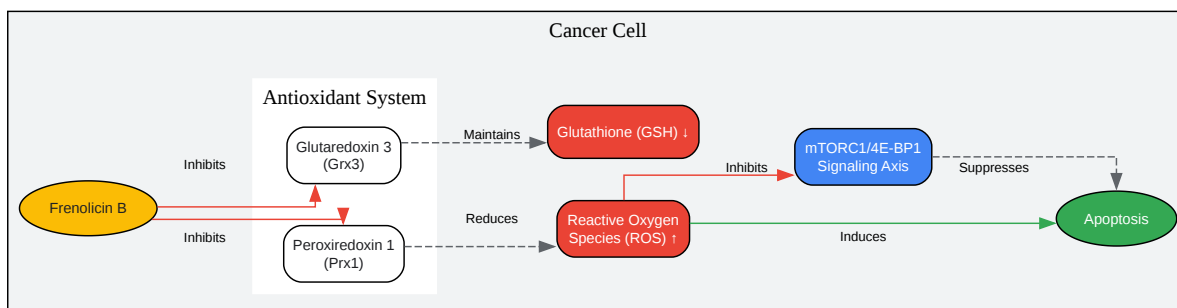 Cancer Cell
Antioxidant System
Frenolicin B
Inhibits
Inhibits
Glutaredoxin 3
(Grx3)
Peroxiredoxin 1
(Prx1)
Maintains
Reduces
Glutathione (GSH) ↓
Reactive Oxygen
Species (ROS) ↑
Inhibits
Induces
mTORC1/4E-BP1
Signaling Axis
Suppresses
Apoptosis